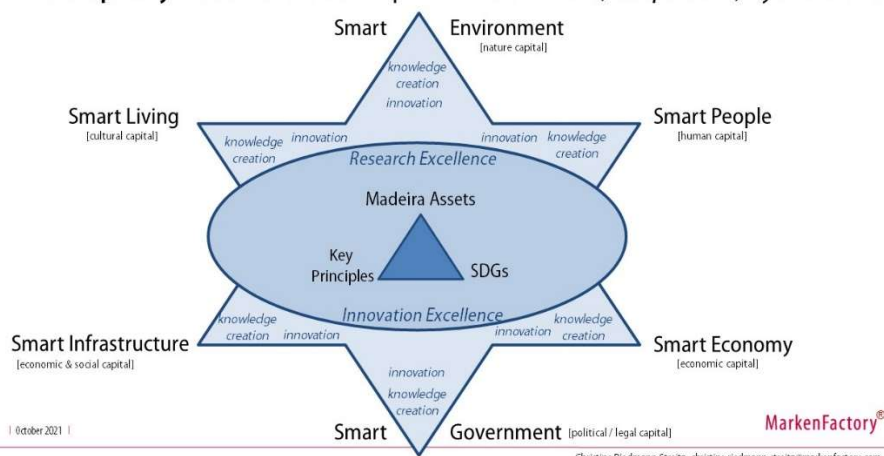 Smart Environment
[nature capital]
knowledge
creation
innovation
Smart Living
[cultural capital]
Smart People
[human capital]
knowledge
creation
innovation
innovation
knowledge
creation
Research Excellence
Madeira Assets
Key
Principles
SDGs
Innovation Excellence
knowledge
creation
innovation
innovation
knowledge
creation
Smart Infrastructure
[economic & social capital]
Smart Economy
[economic capital]
innovation
knowledge
creation
| October 2021 |
Smart Government [political / legal capital]
MarkenFactory®